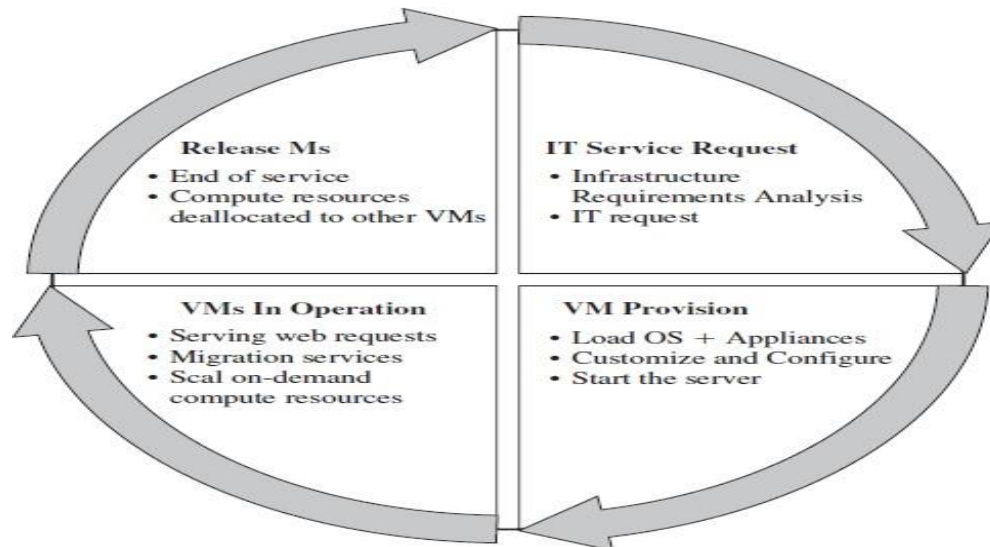 Release Ms
• End of service
• Compute resources
deallocated to other VMs
IT Service Request
• Infrastructure
Requirements Analysis
• IT request
VMs In Operation
• Serving web requests
• Migration services
• Scal on-demand
compute resources
VM Provision
• Load OS + Appliances
• Customize and Configure
• Start the server